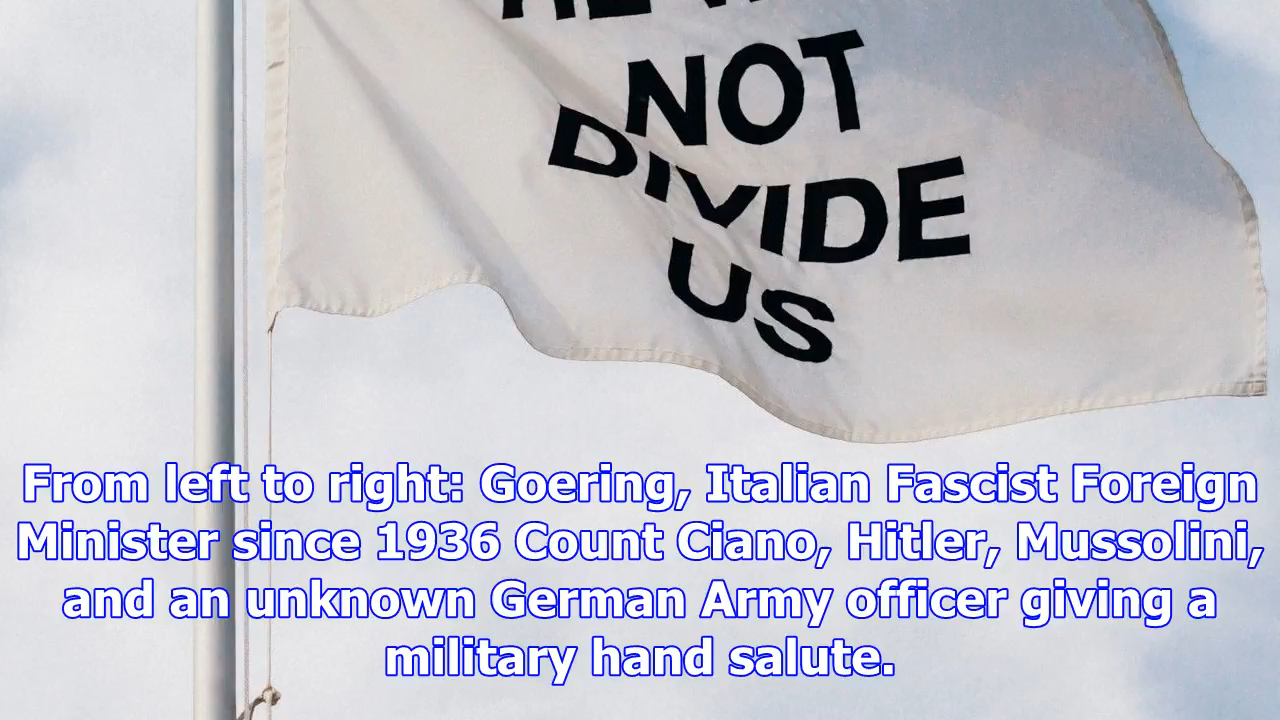 NOT
DIVIDE
US
From left to right: Goering, Italian Fascist Foreign
Minister since 1936 Count Ciano, Hitler, Mussolini,
and an unknown German Army officer giving a
military hand salute.